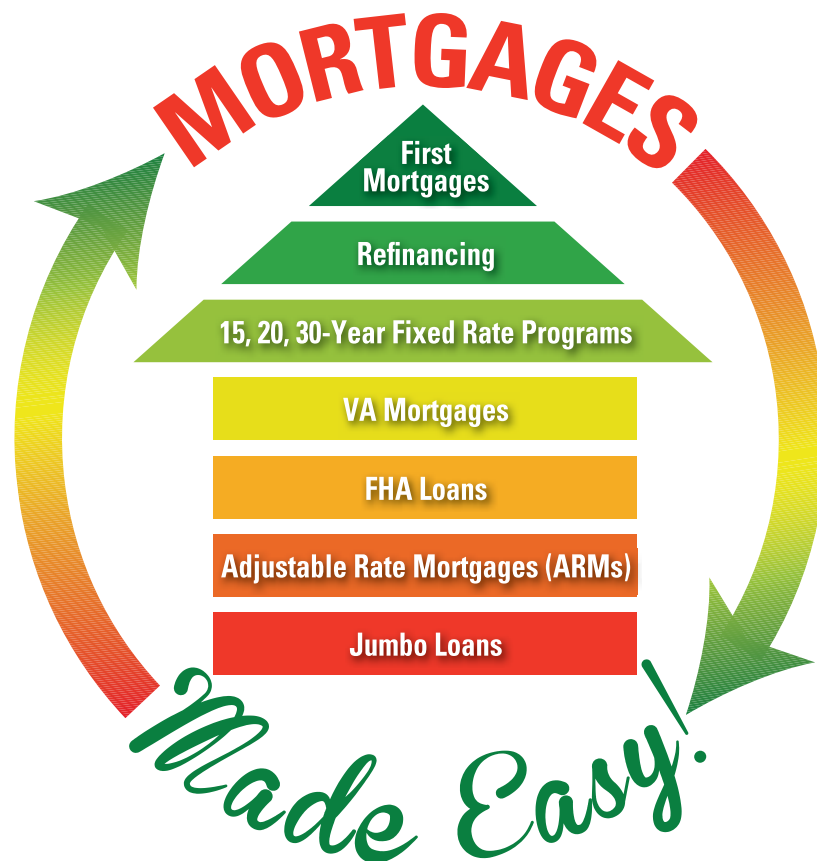 MORTGAGES
First
Mortgages
Refinancing
15, 20, 30-Year Fixed Rate Programs
VA Mortgages
FHA Loans
Adjustable Rate Mortgages (ARMs)
Jumbo Loans
Made Easy!